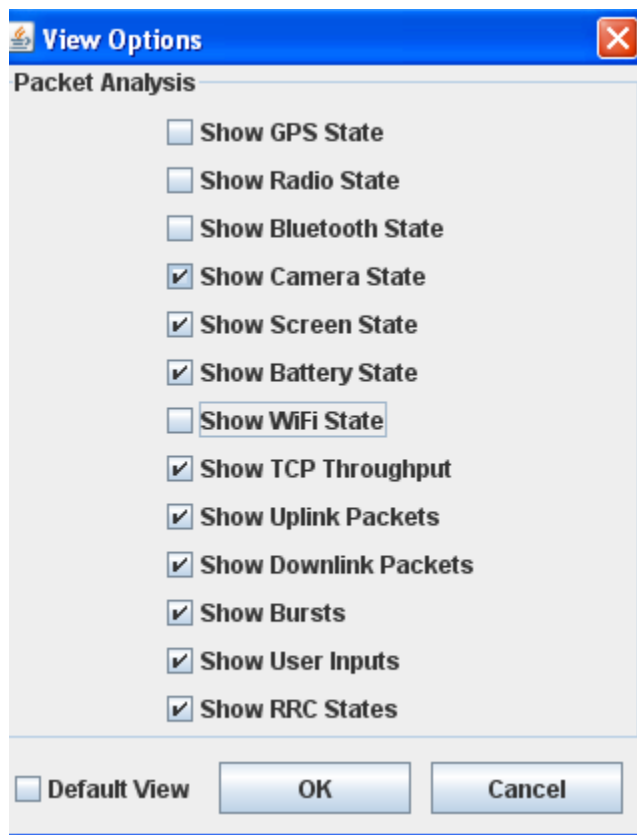 View Options
Packet Analysis
Show GPS State
Show Radio State
Show Bluetooth State
Show Camera State
Show Screen State
Show Battery State
Show WiFi State
Show TCP Throughput
Show Uplink Packets
Show Downlink Packets
Show Bursts
Show User Inputs
Show RRC States
Default View OK Cancel